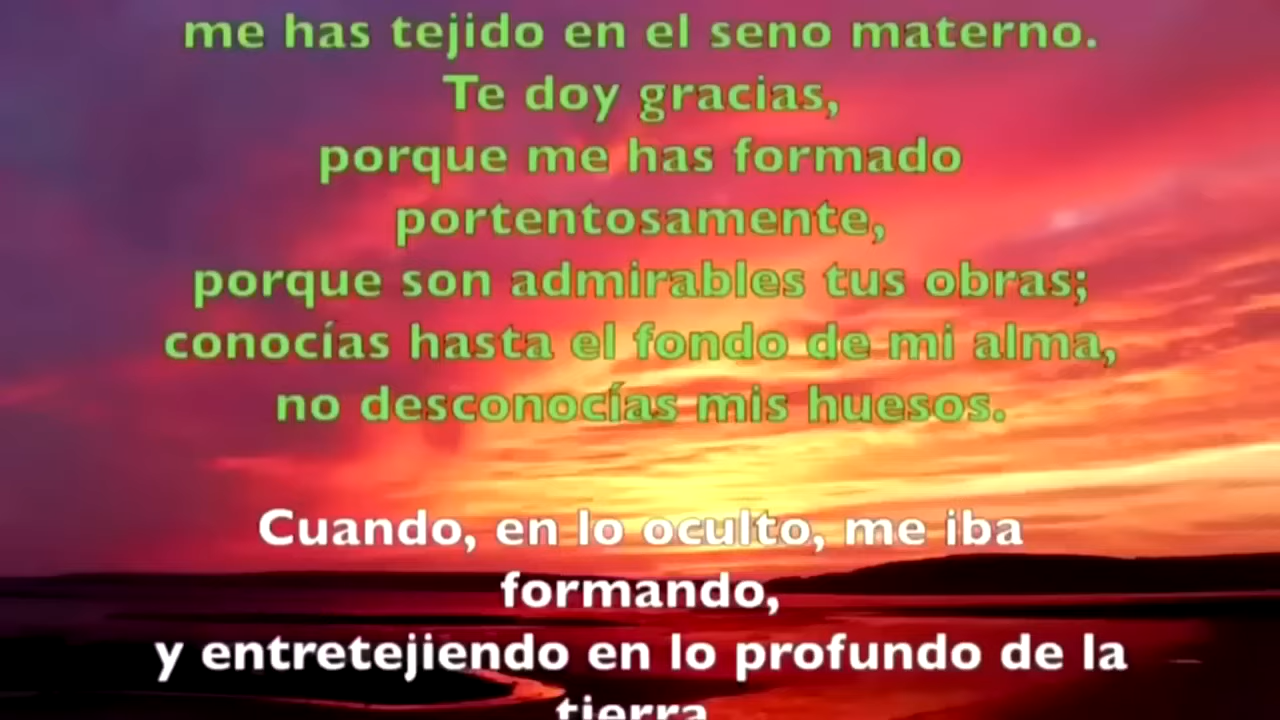 me has tejido en el seno materno.
Te doy gracias,
porque me has formado
portentosamente,
porque son admirables tus obras;
conocías hasta el fondo de mi alma,
no desconocías mis huesos.
Cuando, en lo oculto, me iba
formando,
y entretejiendo en lo profundo de la
tierra